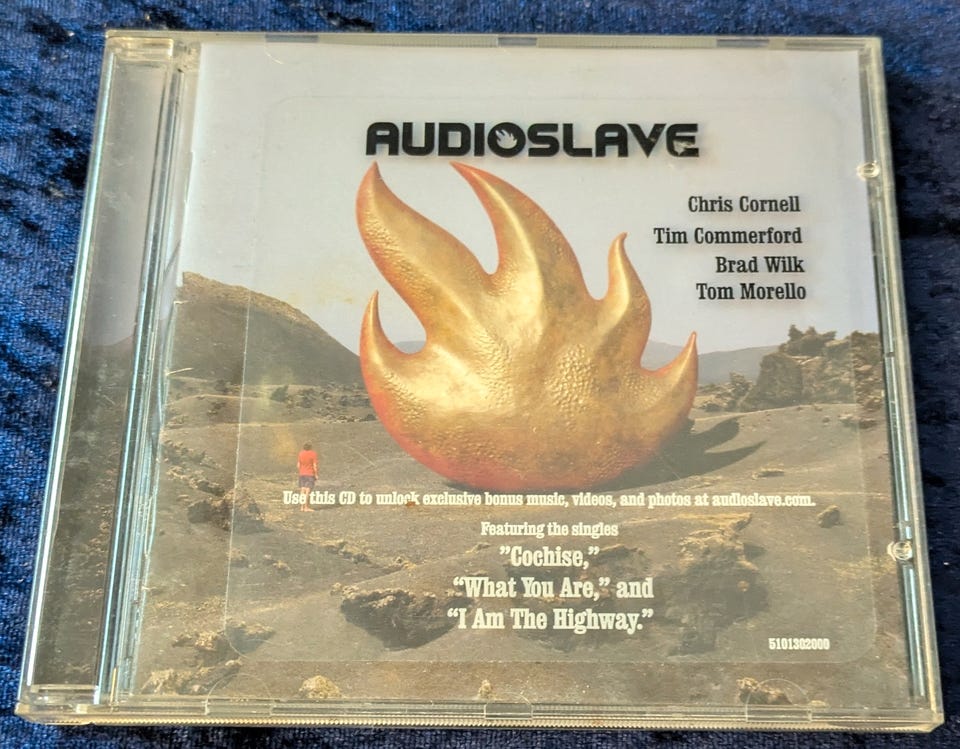 AUDIOSLAVE
Chris Cornell
Tim Commerford
Brad Wilk
Tom Morello
Use this CD to unlock exclusive bonus music, videos, and photos at audioslave.com.
Featuring the singles
”Cochise,”
“What You Are,” and
“I Am The Highway.”
5101302000